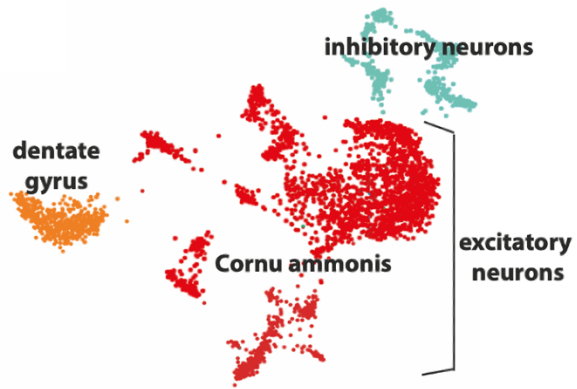 inhibitory neurons
dentate
gyrus
Cornu ammonis
excitatory
neurons